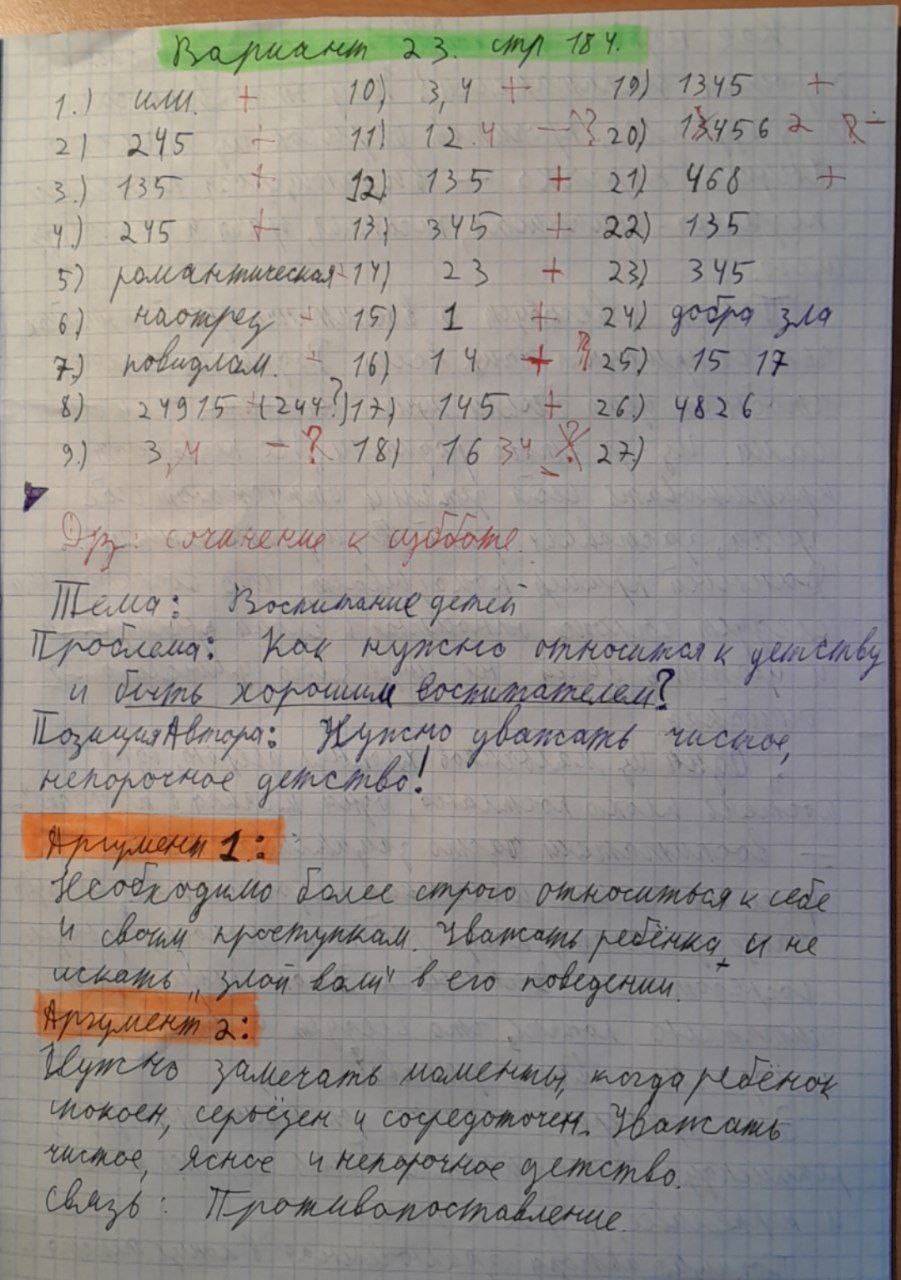 Вариант 23. стр 184.
1.) или. + 10) 3,4 + 19) 1345 +
2) 245 + 11) 12.4 - ? 20) 13456 2 -
3.) 135 + 12) 135 + 21) 468 +
4.) 245 + 13) 345 + 22) 135
5) романтическая 14) 23 + 23) 345
6.) наотрез - 15) 1 + 24) добра зла
7.) повидлам. + 16) 14 + ? 25) 15 17
8) 24915 + (244?) 17) 145 + 26.) 4826
9.) 3,4 - ? 18) 16 34 ? 27)
Дз: сочинение к субботе.
Тема: Воспитание детей
Проблема: Как нужно относится к детству
и быть хорошим воспитателем?
Позиция Автора: Нужно уважать чистое,
непорочное детство!
Аргумент 1:
Необходимо более строго относиться к себе
и своим проступкам. Уважать ребёнка и не
искать „злой воли" в его поведении.
Аргумент 2:
Нужно замечать моменты, когда ребёнок
спокоен, серьёзен и сосредоточен. Уважать
чистое, ясное и непорочное детство.
Связь: Противопоставление.